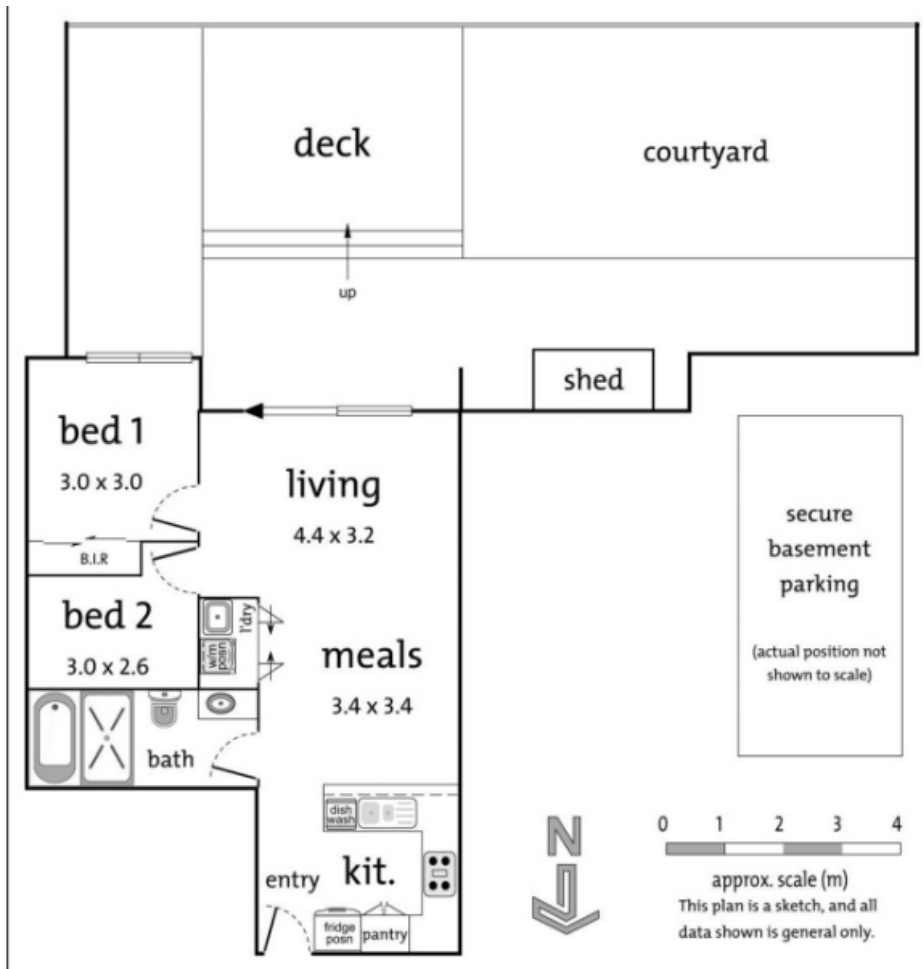 deck
courtyard
up
shed
bed 1
3.0 x 3.0
living
4.4 x 3.2
B.I.R
bed 2
3.0 x 2.6
l'dry
w/m
posn
meals
3.4 x 3.4
bath
secure
basement
parking
(actual position not
shown to scale)
dish
wash
kit.
entry
fridge
posn
pantry
N
0 1 2 3 4
approx. scale (m)
This plan is a sketch, and all
data shown is general only.